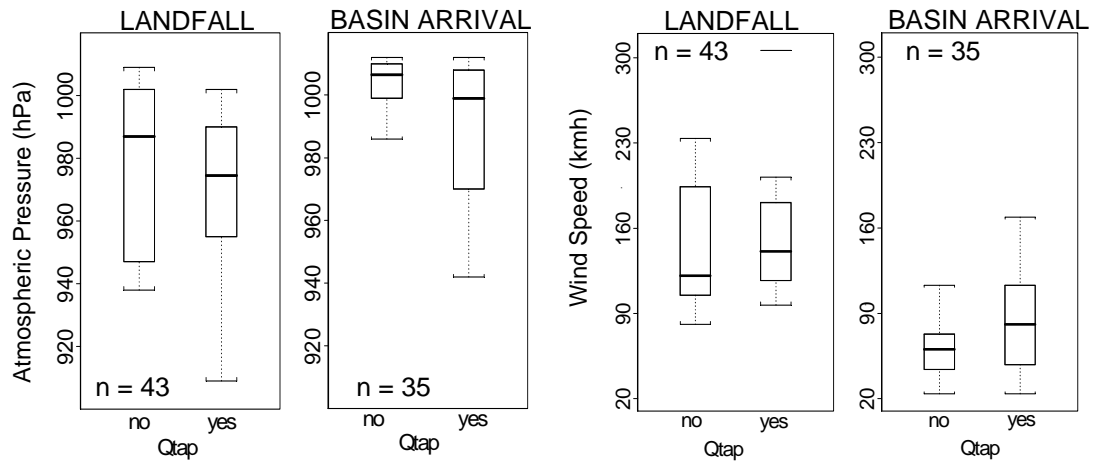 LANDFALL
BASIN ARRIVAL
Atmospheric Pressure (hPa)
1000
980
960
940
920
n = 43
n = 35
no
yes
no
yes
Qtap
Qtap
LANDFALL
BASIN ARRIVAL
n = 43
n = 35
Wind Speed (kmh)
300
230
160
90
20
300
230
160
90
20
no
yes
no
yes
Qtap
Qtap
1000
980
960
940
920